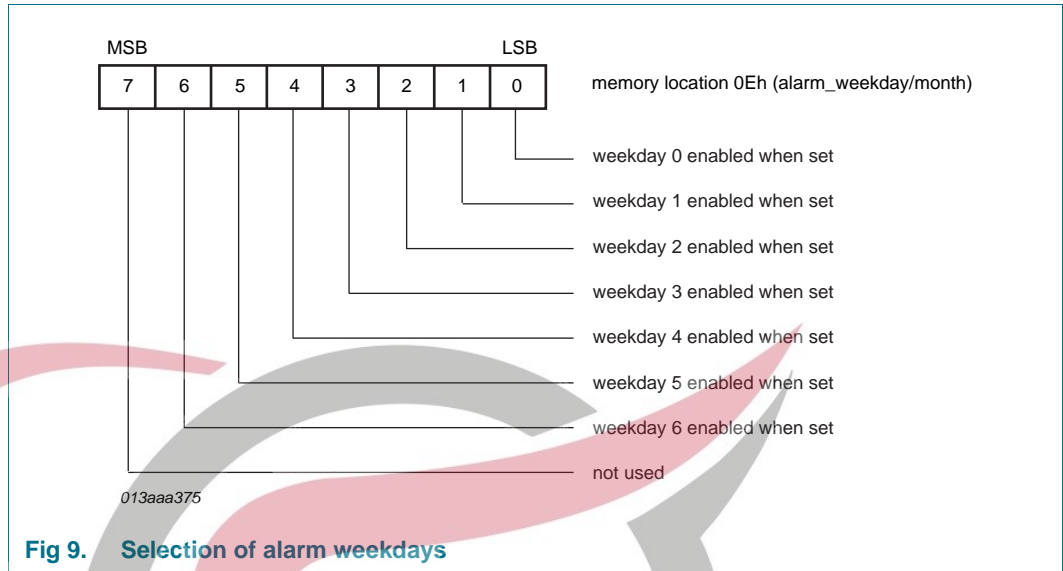 MSB LSB
7 6 5 4 3 2 1 0 memory location 0Eh (alarm_weekday/month)
weekday 0 enabled when set
weekday 1 enabled when set
weekday 2 enabled when set
weekday 3 enabled when set
weekday 4 enabled when set
weekday 5 enabled when set
weekday 6 enabled when set
not used
013aaa375
Fig 9. Selection of alarm weekdays